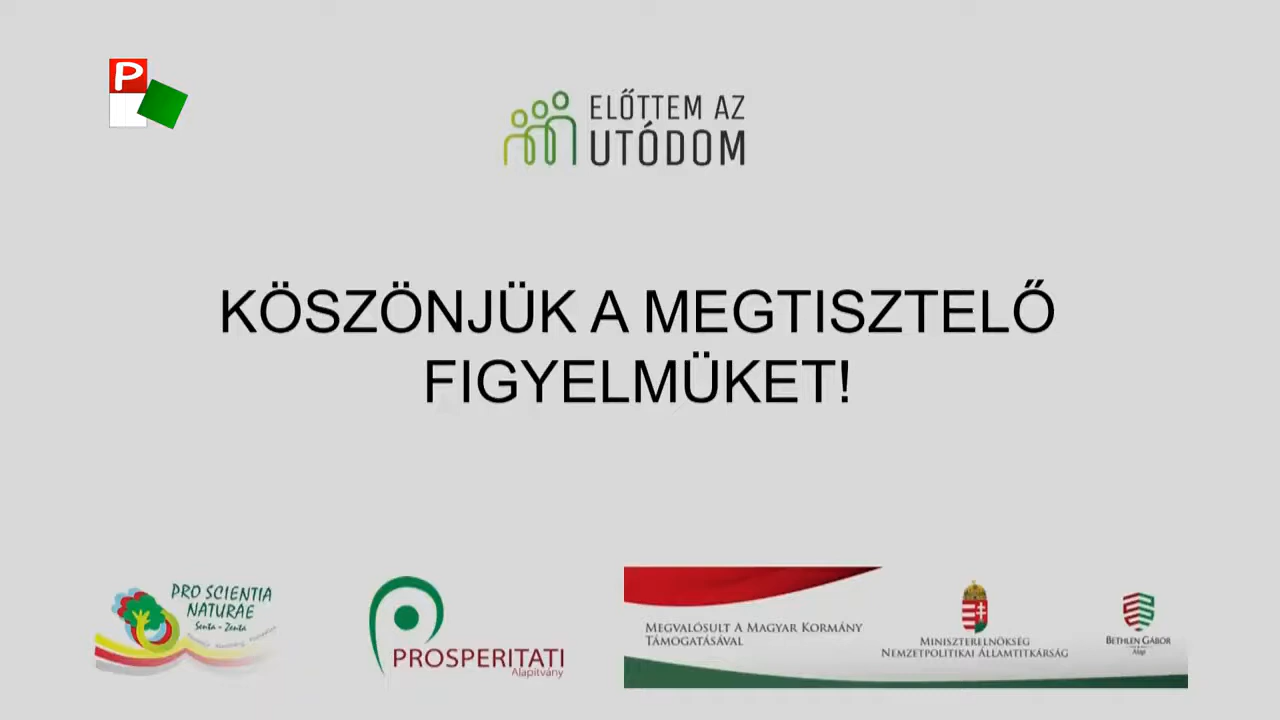 P
ELŐTTEM AZ
UTÓDOM
KÖSZÖNJÜK A MEGTISZTELŐ
FIGYELMÜKET!
PRO SCIENTIA
NATURAE
Senta - Zenta
PROSPERITATI
Alapítvány
MEGVALÓSULT A MAGYAR KORMÁNY
TÁMOGATÁSÁVAL
MINISZTERELNÖKSÉG
NEMZETPOLITIKAI ÁLLAMTITKÁRSÁG
BETHLEN GÁBOR
Alap